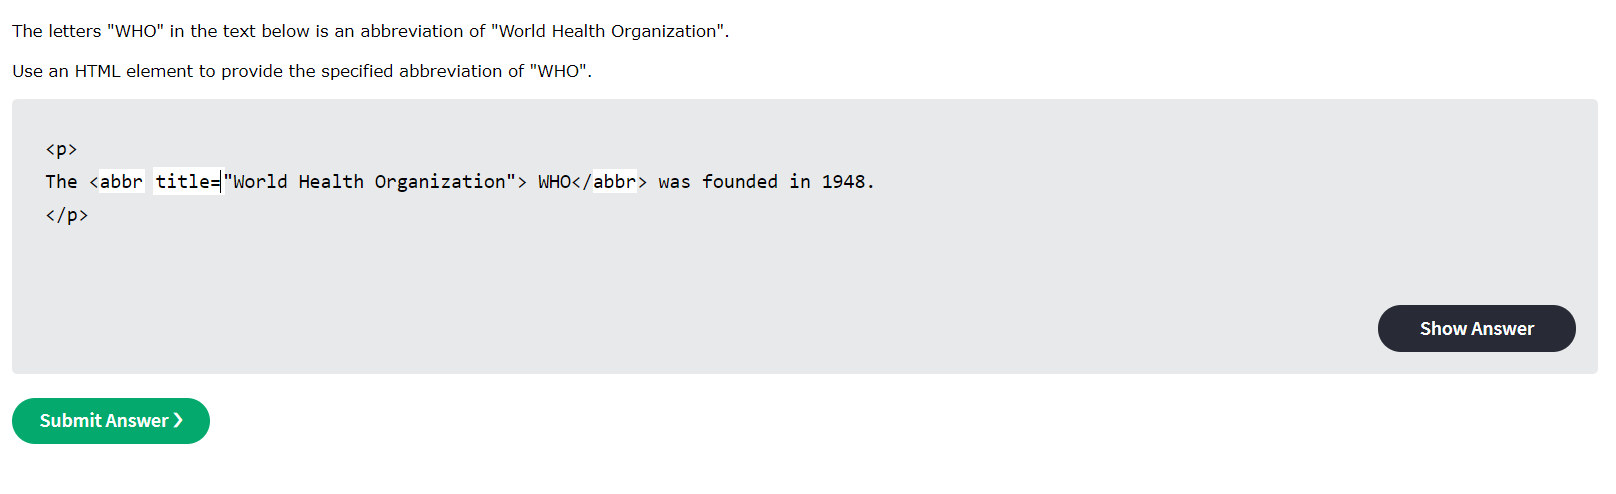 The letters "WHO" in the text below is an abbreviation of "World Health Organization".
Use an HTML element to provide the specified abbreviation of "WHO".
<p>
The <abbr title="World Health Organization"> WHO</abbr> was founded in 1948.
</p>
Show Answer
Submit Answer ❯